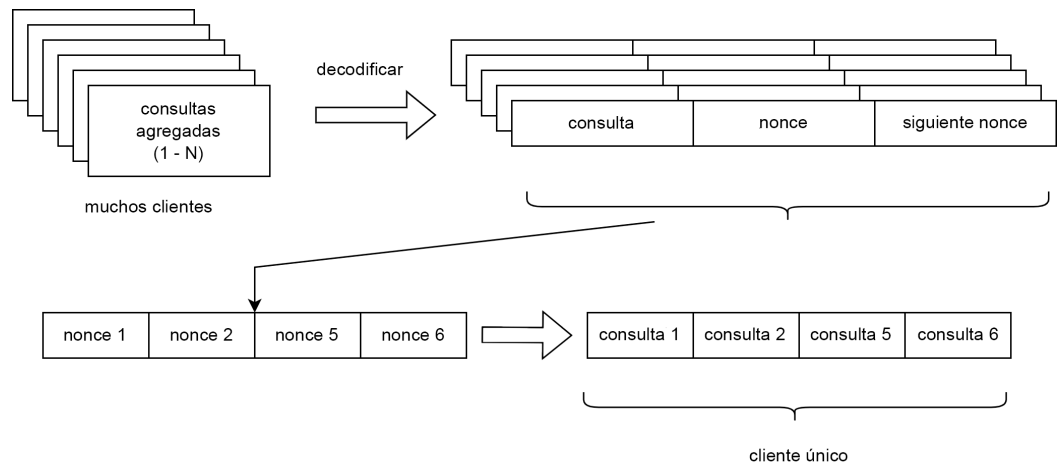 consultas
agregadas
(1 - N)
muchos clientes
decodificar
consulta
nonce
siguiente nonce
nonce 1
nonce 2
nonce 5
nonce 6
consulta 1
consulta 2
consulta 5
consulta 6
cliente único